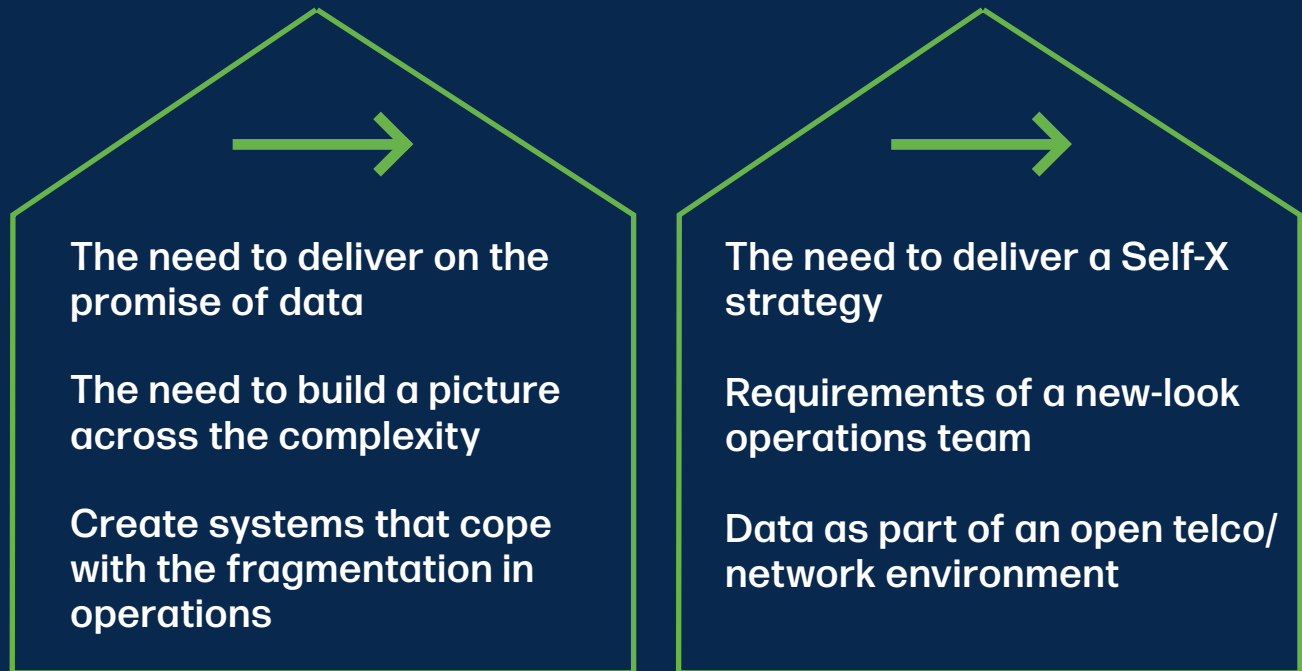 The need to deliver on the
promise of data
The need to build a picture
across the complexity
Create systems that cope
with the fragmentation in
operations
The need to deliver a Self-X
strategy
Requirements of a new-look
operations team
Data as part of an open telco/
network environment